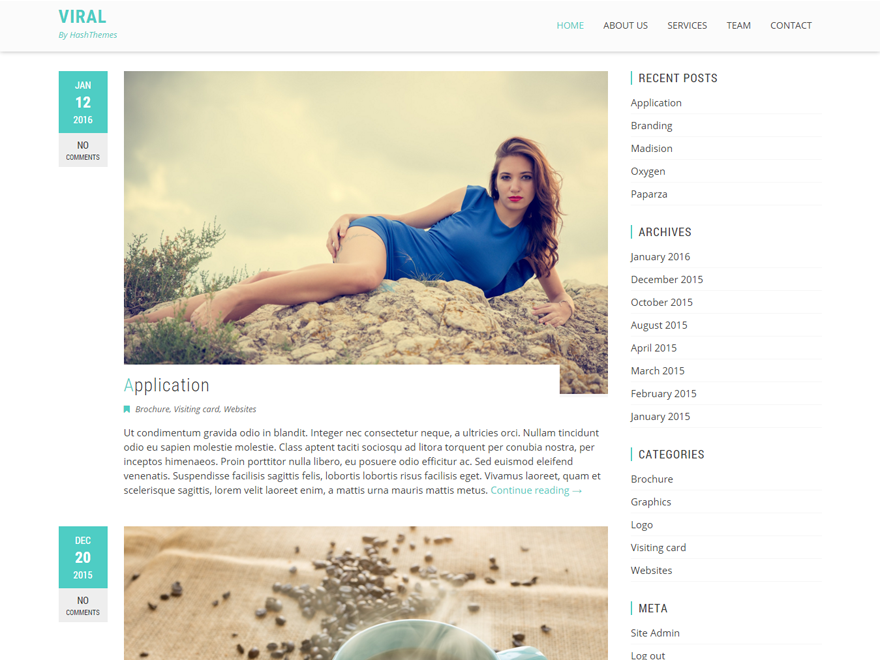 VIRAL
By HashThemes
HOME ABOUT US SERVICES TEAM CONTACT
JAN
12
2016
NO
COMMENTS
Application
Brochure, Visiting card, Websites
Ut condimentum gravida odio in blandit. Integer nec consectetur neque, a ultricies orci. Nullam tincidunt
odio eu sapien molestie molestie. Class aptent taciti sociosqu ad litora torquent per conubia nostra, per
inceptos himenaeos. Proin porttitor nulla libero, eu posuere odio efficitur ac. Sed euismod eleifend
venenatis. Suspendisse facilisis sagittis felis, lobortis lobortis risus facilisis eget. Vivamus laoreet, quam et
scelerisque sagittis, lorem velit laoreet enim, a mattis urna mauris mattis metus. Continue reading →
DEC
20
2015
NO
COMMENTS
RECENT POSTS
Application
Branding
Madision
Oxygen
Paparza
ARCHIVES
January 2016
December 2015
October 2015
August 2015
April 2015
March 2015
February 2015
January 2015
CATEGORIES
Brochure
Graphics
Logo
Visiting card
Websites
META
Site Admin
Log out